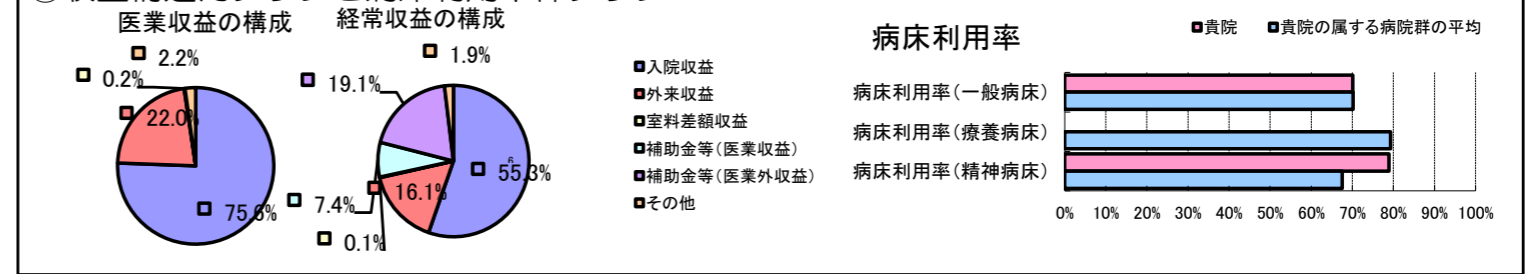 医業収益の構成
経常収益の構成
2.2%
0.2%
22.0%
75.6%
1.9%
19.1%
55.3%
16.1%
7.4%
0.1%
入院収益
外来収益
室料差額収益
補助金等(医業収益)
補助金等(医業外収益)
その他
病床利用率
貴院
貴院の属する病院群の平均
病床利用率(一般病床)
病床利用率(療養病床)
病床利用率(精神病床)
0% 10% 20% 30% 40% 50% 60% 70% 80% 90% 100%